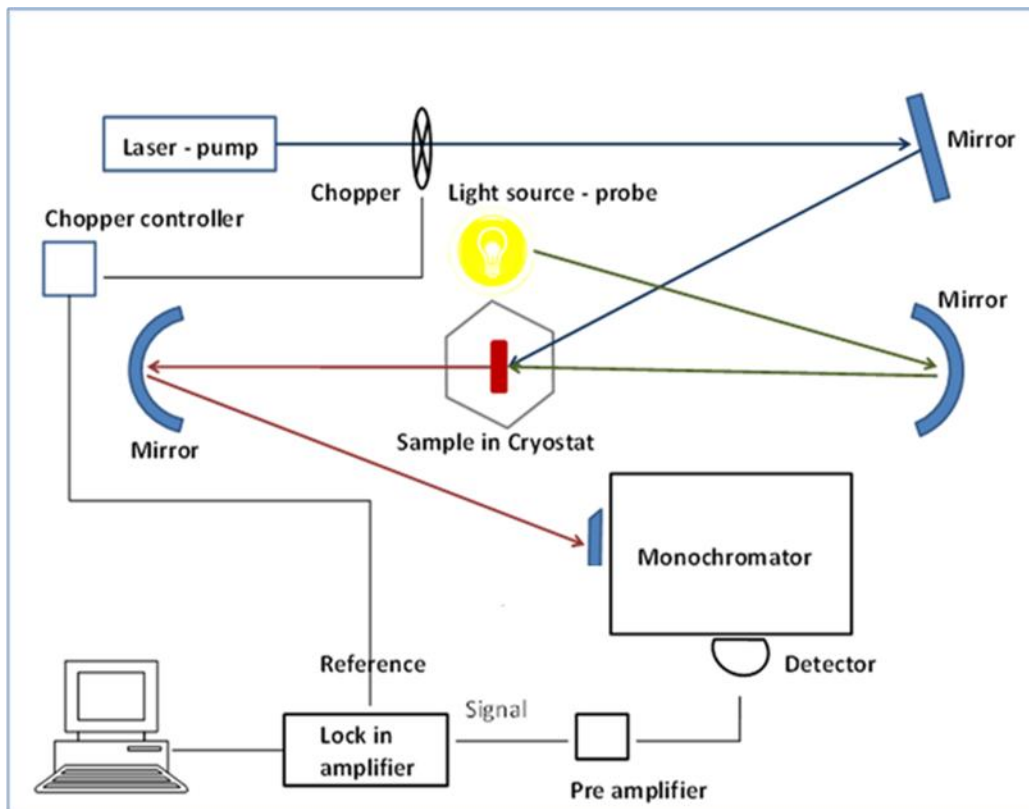 Laser - pump
Mirror
Chopper
Light source - probe
Chopper controller
Mirror
Mirror
Sample in Cryostat
Monochromator
Reference
Detector
Signal
Lock in
amplifier
Pre amplifier